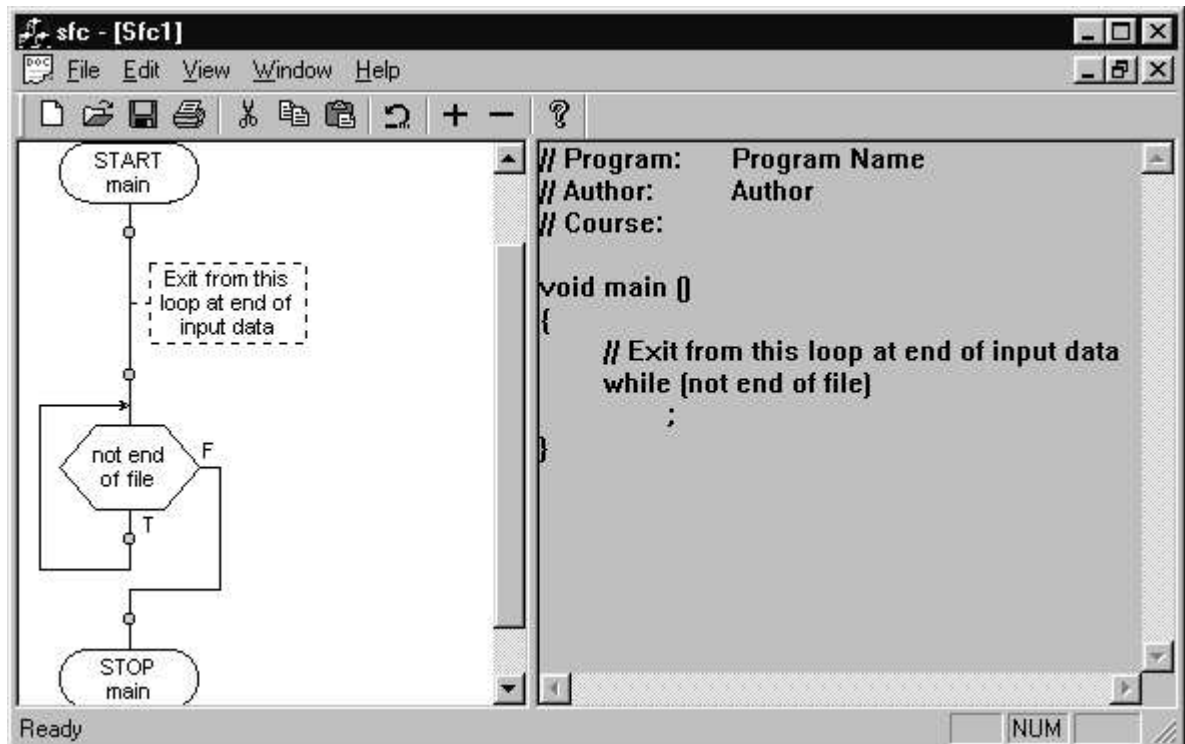 sfc - [Sfc1]
DOC
File Edit View Window Help
START
main
Exit from this
loop at end of
input data
not end
of file
F
T
STOP
main
// Program: Program Name
// Author: Author
// Course:
void main ()
{
// Exit from this loop at end of input data
while (not end of file)
;
}
Ready
NUM